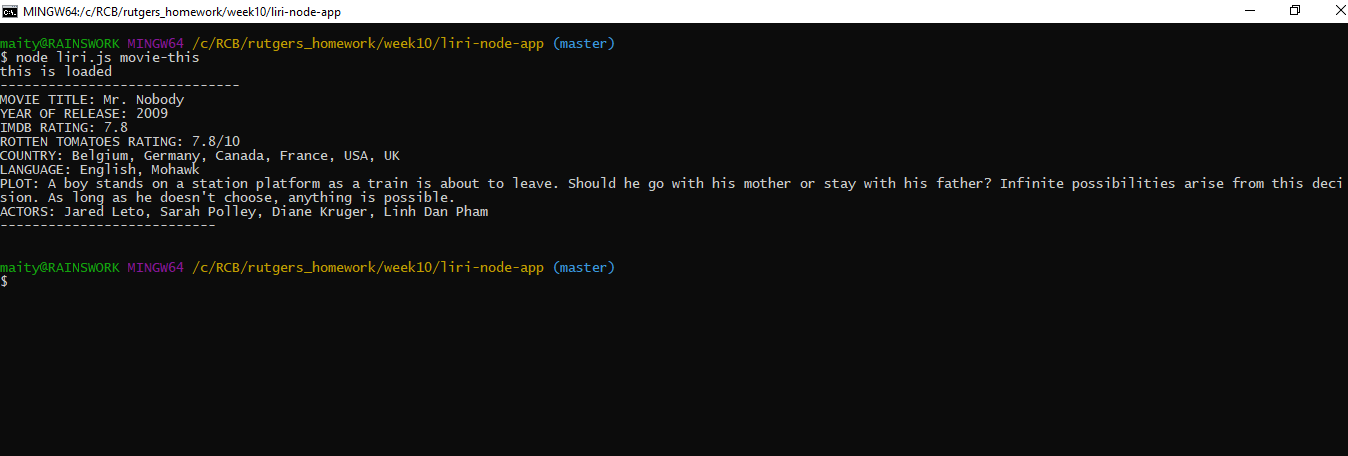 MINGW64:/c/RCB/rutgers_homework/week10/liri-node-app
maity@RAINSWORK MINGW64 /c/RCB/rutgers_homework/week10/liri-node-app (master)
$ node liri.js movie-this
this is loaded
------------------------------
MOVIE TITLE: Mr. Nobody
YEAR OF RELEASE: 2009
IMDB RATING: 7.8
ROTTEN TOMATOES RATING: 7.8/10
COUNTRY: Belgium, Germany, Canada, France, USA, UK
LANGUAGE: English, Mohawk
PLOT: A boy stands on a station platform as a train is about to leave. Should he go with his mother or stay with his father? Infinite possibilities arise from this deci
sion. As long as he doesn't choose, anything is possible.
ACTORS: Jared Leto, Sarah Polley, Diane Kruger, Linh Dan Pham
---------------------------
maity@RAINSWORK MINGW64 /c/RCB/rutgers_homework/week10/liri-node-app (master)
$